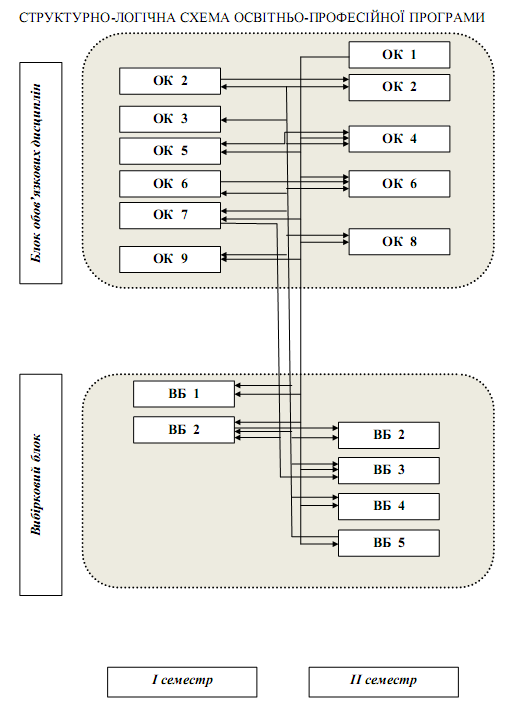 СТРУКТУРНО-ЛОГІЧНА СХЕМА ОСВІТНЬО-ПРОФЕСІЙНОЇ ПРОГРАМИ
Блок обов’язкових дисциплін
ОК 1
ОК 2
ОК 2
ОК 3
ОК 4
ОК 5
ОК 6
ОК 6
ОК 7
ОК 8
ОК 9
Вибірковий блок
ВБ 1
ВБ 2
ВБ 2
ВБ 3
ВБ 4
ВБ 5
I семестр
II семестр